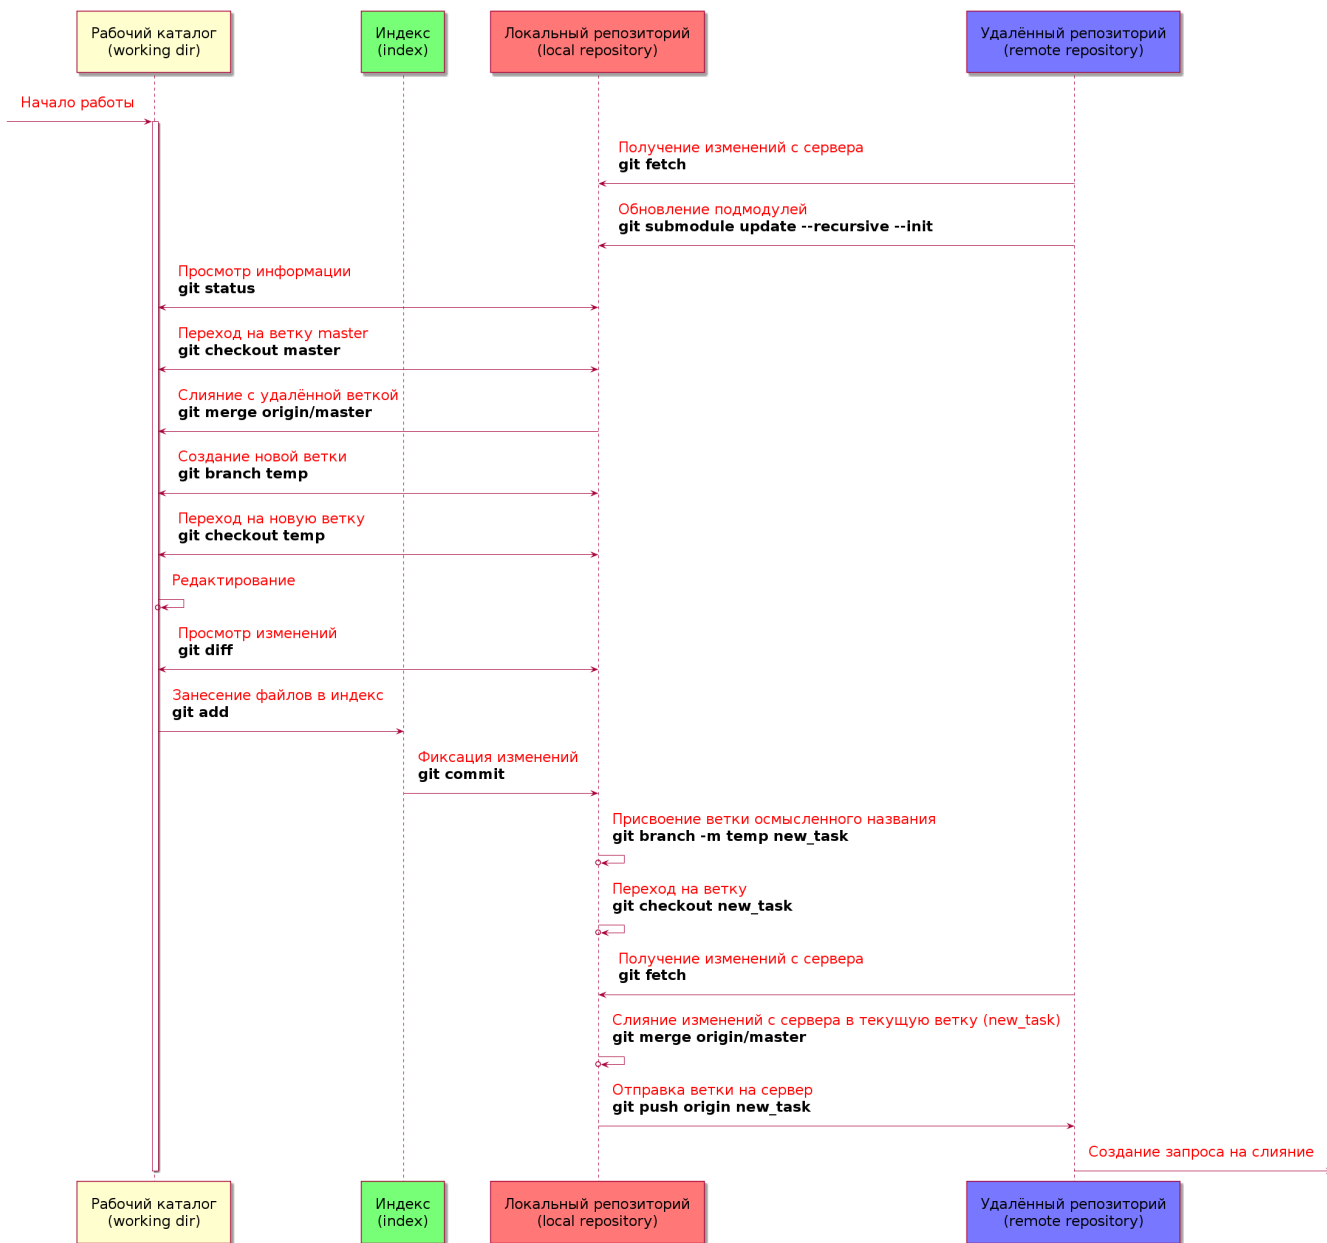 Рабочий каталог
(working dir)
Индекс
(index)
Локальный репозиторий
(local repository)
Удалённый репозиторий
(remote repository)
Начало работы
Получение изменений с сервера
git fetch
Обновление подмодулей
git submodule update --recursive --init
Просмотр информации
git status
Переход на ветку master
git checkout master
Слияние с удалённой веткой
git merge origin/master
Создание новой ветки
git branch temp
Переход на новую ветку
git checkout temp
Редактирование
Просмотр изменений
git diff
Занесение файлов в индекс
git add
Фиксация изменений
git commit
Присвоение ветки осмысленного названия
git branch -m temp new_task
Переход на ветку
git checkout new_task
Получение изменений с сервера
git fetch
Слияние изменений с сервера в текущую ветку (new_task)
git merge origin/master
Отправка ветки на сервер
git push origin new_task
Создание запроса на слияние
Рабочий каталог
(working dir)
Индекс
(index)
Локальный репозиторий
(local repository)
Удалённый репозиторий
(remote repository)